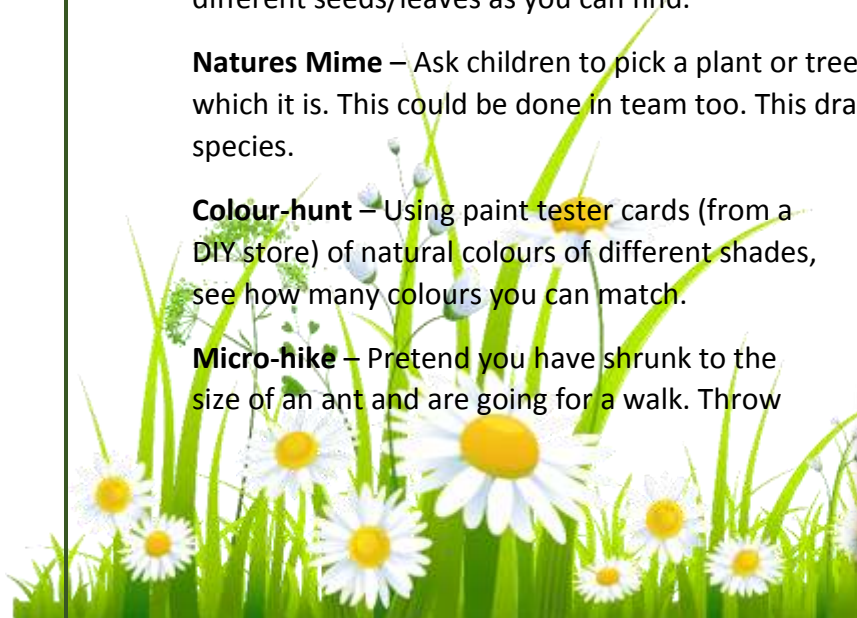 different seeds/leaves as you can find.
Natures Mime – Ask children to pick a plant or tree
which it is. This could be done in team too. This dra
species.
Colour-hunt – Using paint tester cards (from a
DIY store) of natural colours of different shades,
see how many colours you can match.
Micro-hike – Pretend you have shrunk to the
size of an ant and are going for a walk. Throw